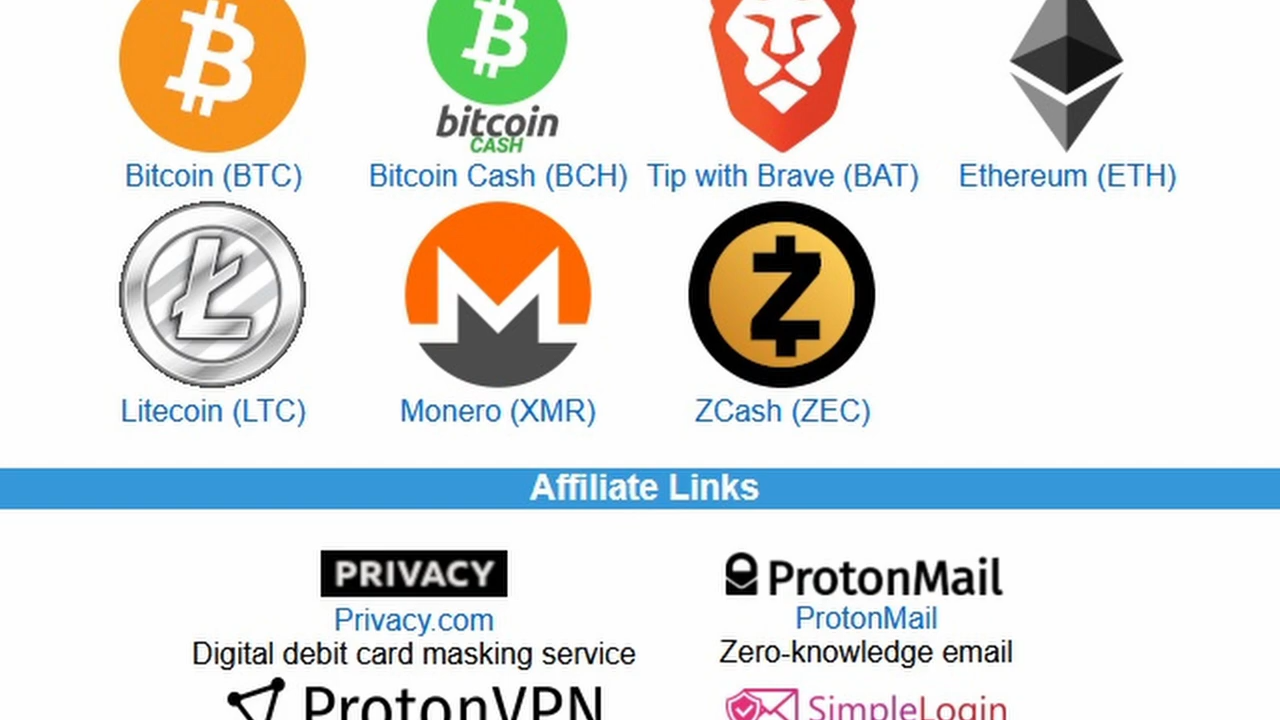 bitcoin
CASH
Bitcoin (BTC)
Bitcoin Cash (BCH)
Tip with Brave (BAT)
Ethereum (ETH)
Litecoin (LTC)
Monero (XMR)
ZCash (ZEC)
Affiliate Links
PRIVACY
Privacy.com
Digital debit card masking service
ProtonMail
ProtonMail
Zero-knowledge email
ProtonVPN
SimpleLogin